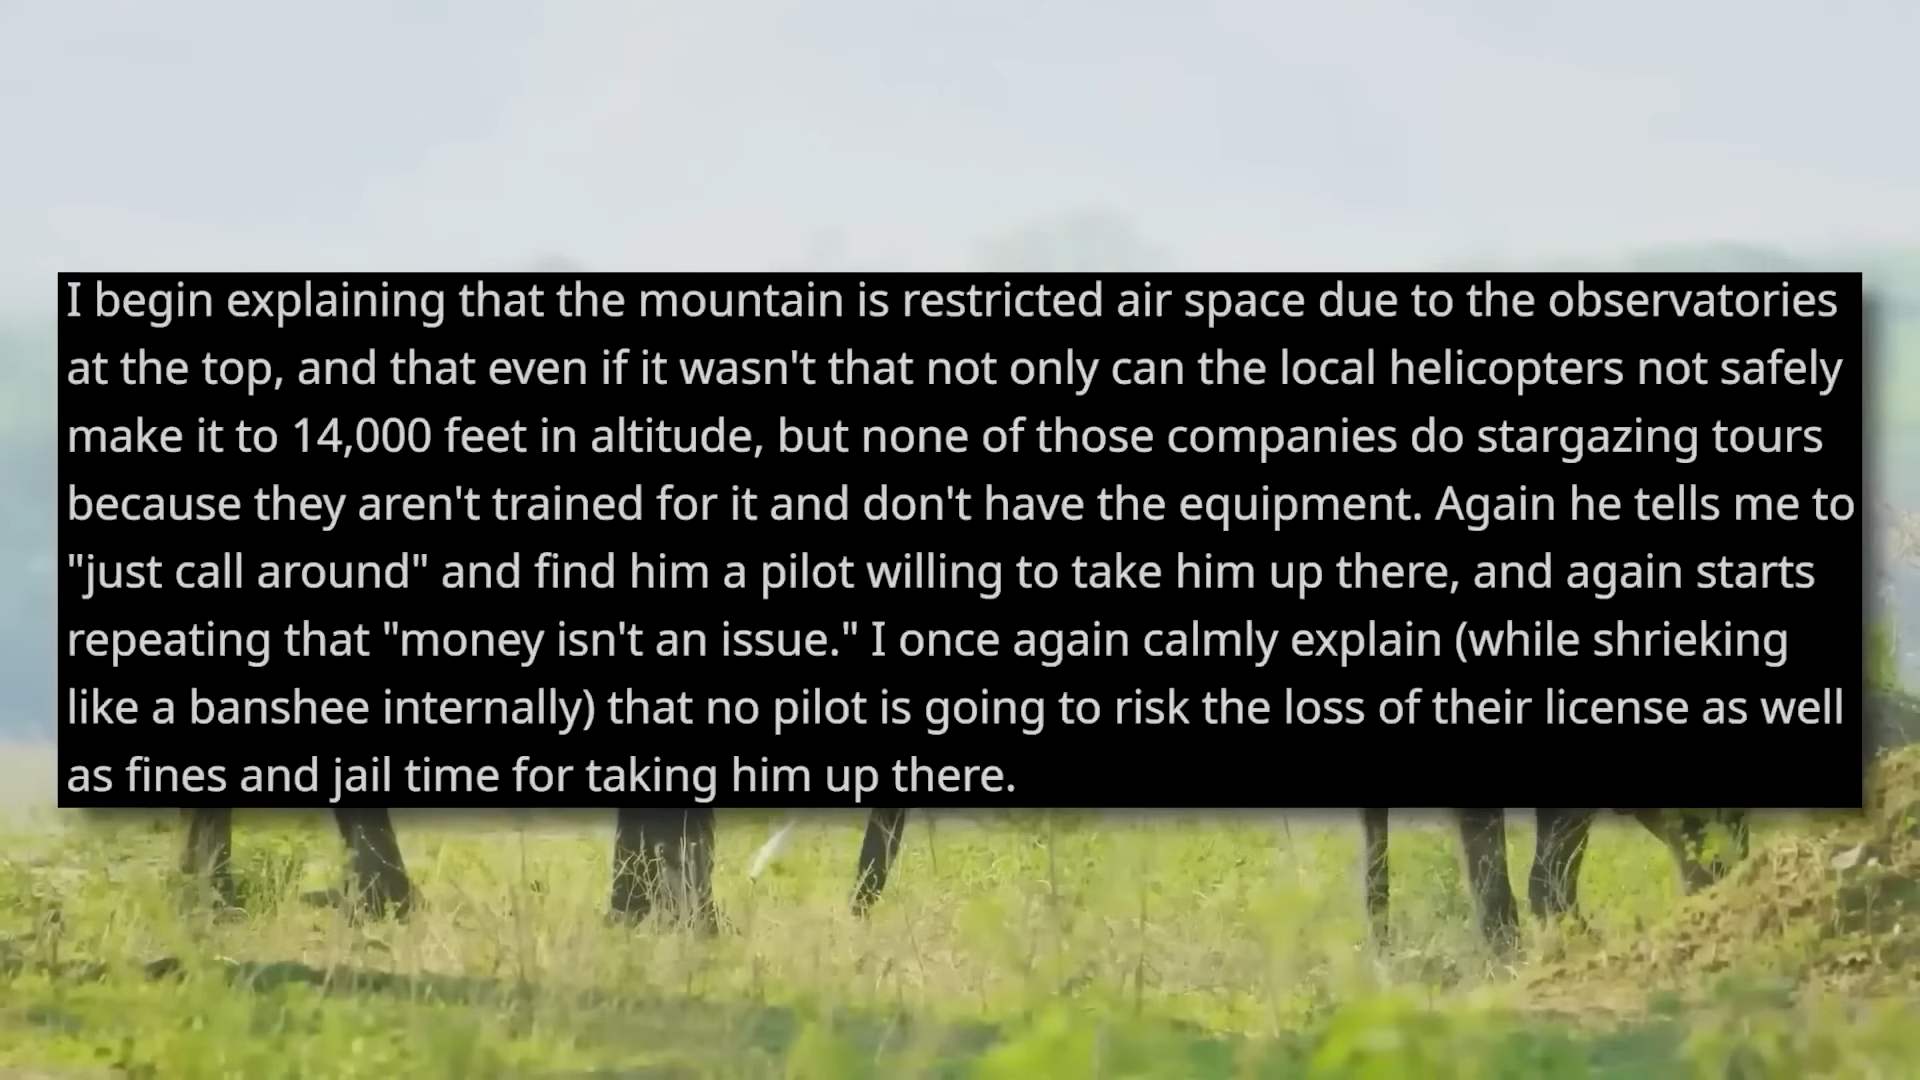 I begin explaining that the mountain is restricted air space due to the observatories
at the top, and that even if it wasn't that not only can the local helicopters not safely
make it to 14,000 feet in altitude, but none of those companies do stargazing tours
because they aren't trained for it and don't have the equipment. Again he tells me to
"just call around" and find him a pilot willing to take him up there, and again starts
repeating that "money isn't an issue." I once again calmly explain (while shrieking
like a banshee internally) that no pilot is going to risk the loss of their license as well
as fines and jail time for taking him up there.